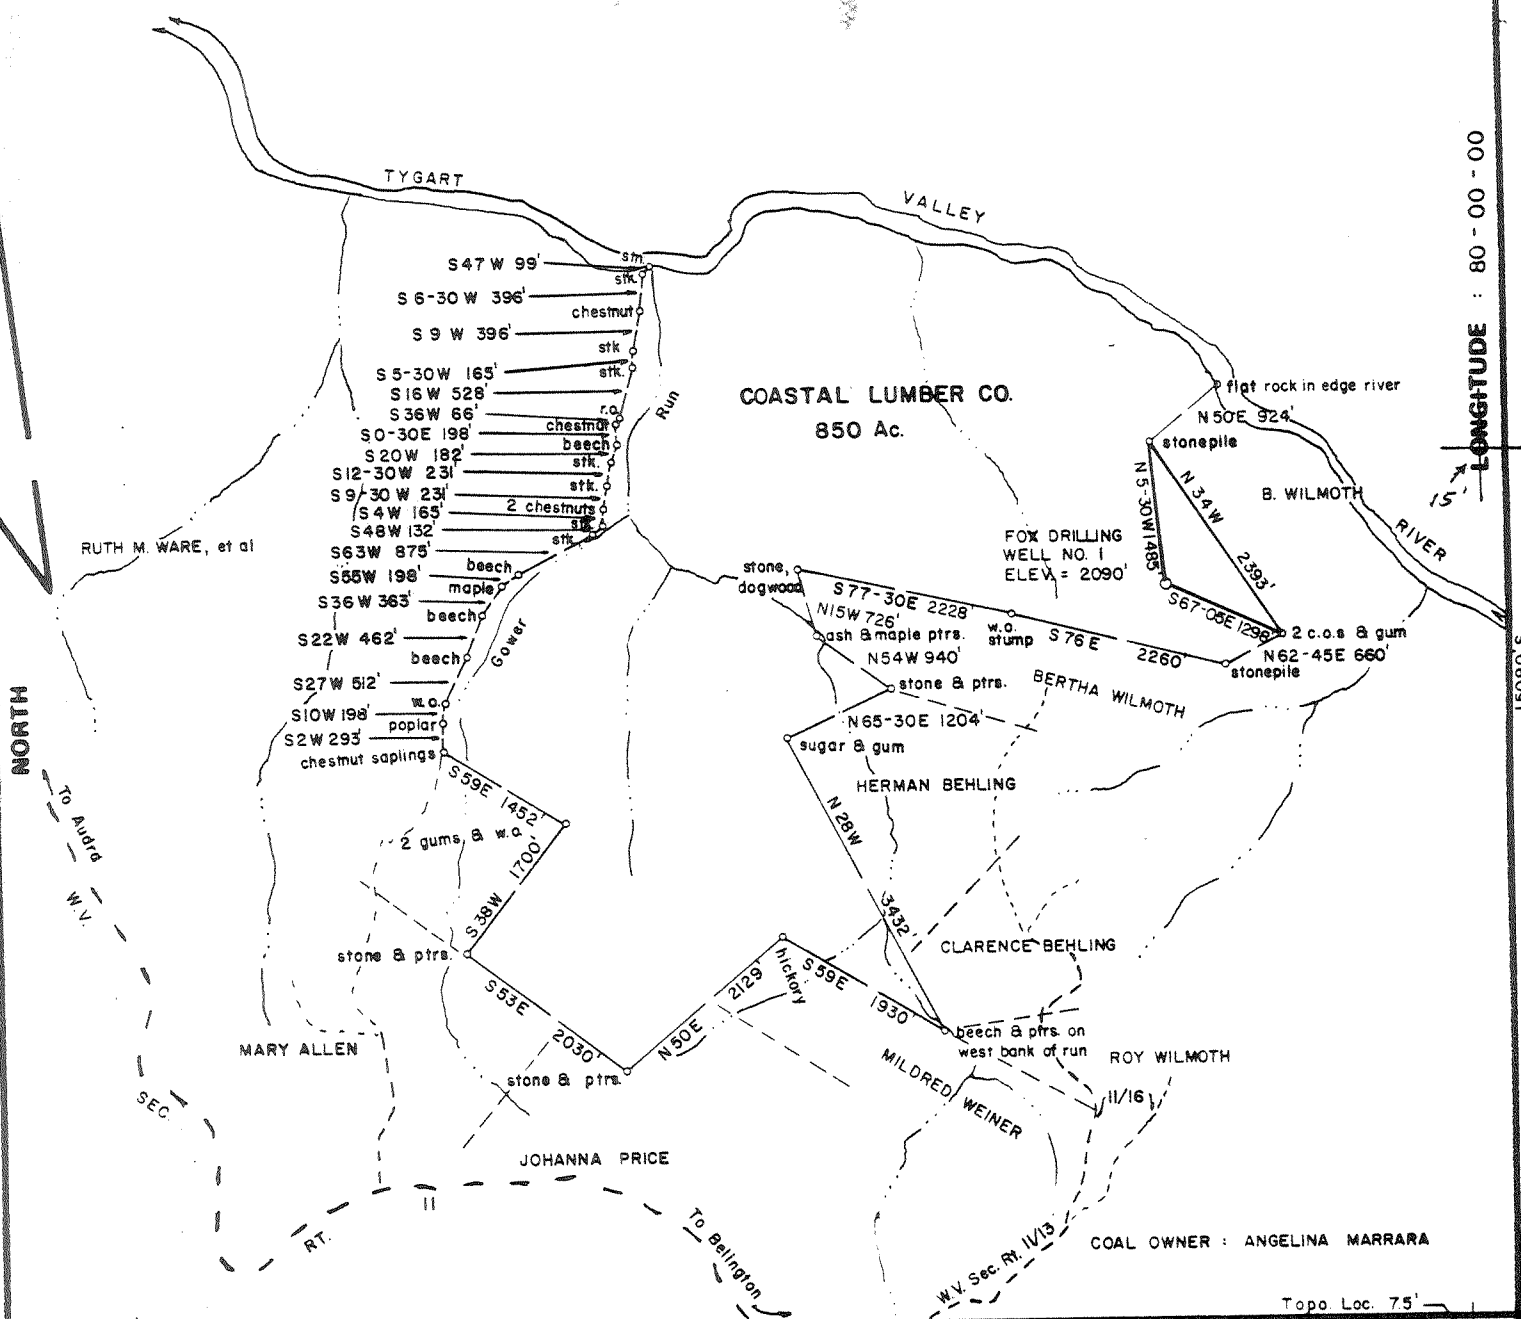 TYGART
VALLEY
RIVER
LONGITUDE : 80-00-00
15'
S 47 W 99'
stn.
stk.
S 6-30 W 396'
chestnut
S 9 W 396'
stk
S 5-30W 165'
stk.
S16W 528'
S36W 66'
r.o.
chestnut
S0-30E 198'
beech
S20W 182'
stk.
S12-30W 231'
stk.
S 9-30 W 231'
2 chestnuts
S4W 165'
stk
S48W 132'
stk.
S63W 875'
beech
S55W 198'
maple
S36W 363'
beech
S22W 462'
beech
S27W 512'
w.o.
S10W 198'
poplar
S2W 293'
chestnut saplings
Gower
Run
RUTH M. WARE, et al
COASTAL LUMBER CO.
850 Ac.
flat rock in edge river
N50E 924'
stonepile
N 5-30W 1485'
N 34W
2393'
B. WILMOTH
FOX DRILLING
WELL NO. 1
ELEV. = 2090'
S67-05E 1298'
2 c.o.s & gum
N62-45E 660'
stonepile
stone,
dogwood
S77-30E 2228'
w.o.
stump
S76E
2260'
N15W 726'
ash & maple ptrs.
N54W 940'
stone & ptrs.
BERTHA WILMOTH
N65-30E 1204'
sugar & gum
HERMAN BEHLING
N28W
3432'
NORTH
To Audra
W.V.
SEC.
RT.
11
S59E 1452'
2 gums & w.o.
S38W 1700'
stone & ptrs.
S53E
2030'
stone & ptrs.
N50E
2129'
hickory
S59E
1930'
CLARENCE BEHLING
beech & ptrs. on
west bank of run
ROY WILMOTH
MARY ALLEN
MILDRED WEINER
11/16
JOHANNA PRICE
To Belington
W.V. Sec. Rt. 11/13
COAL OWNER : ANGELINA MARRARA
Topo. Loc. 7.5'